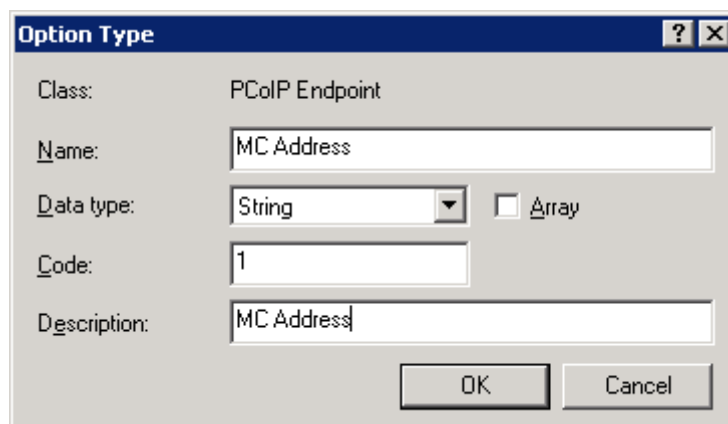 Option Type
Class: PCoIP Endpoint
Name: MC Address
Data type: String Array
Code: 1
Description: MC Address
OK Cancel